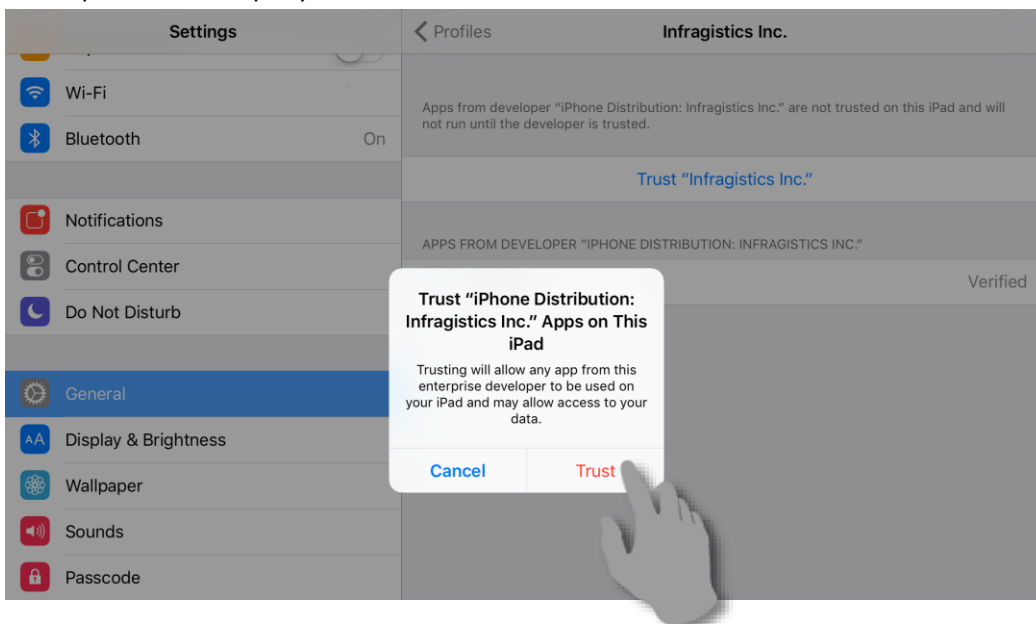 Settings
Wi-Fi
Bluetooth On
Notifications
Control Center
Do Not Disturb
General
AA Display & Brightness
Wallpaper
Sounds
Passcode
Profiles Infragistics Inc.
Apps from developer “iPhone Distribution: Infragistics Inc.” are not trusted on this iPad and will
not run until the developer is trusted.
Trust “Infragistics Inc.”
APPS FROM DEVELOPER “IPHONE DISTRIBUTION: INFRAGISTICS INC.”
Verified
Trust “iPhone Distribution:
Infragistics Inc.” Apps on This
iPad
Trusting will allow any app from this
enterprise developer to be used on
your iPad and may allow access to your
data.
Cancel Trust